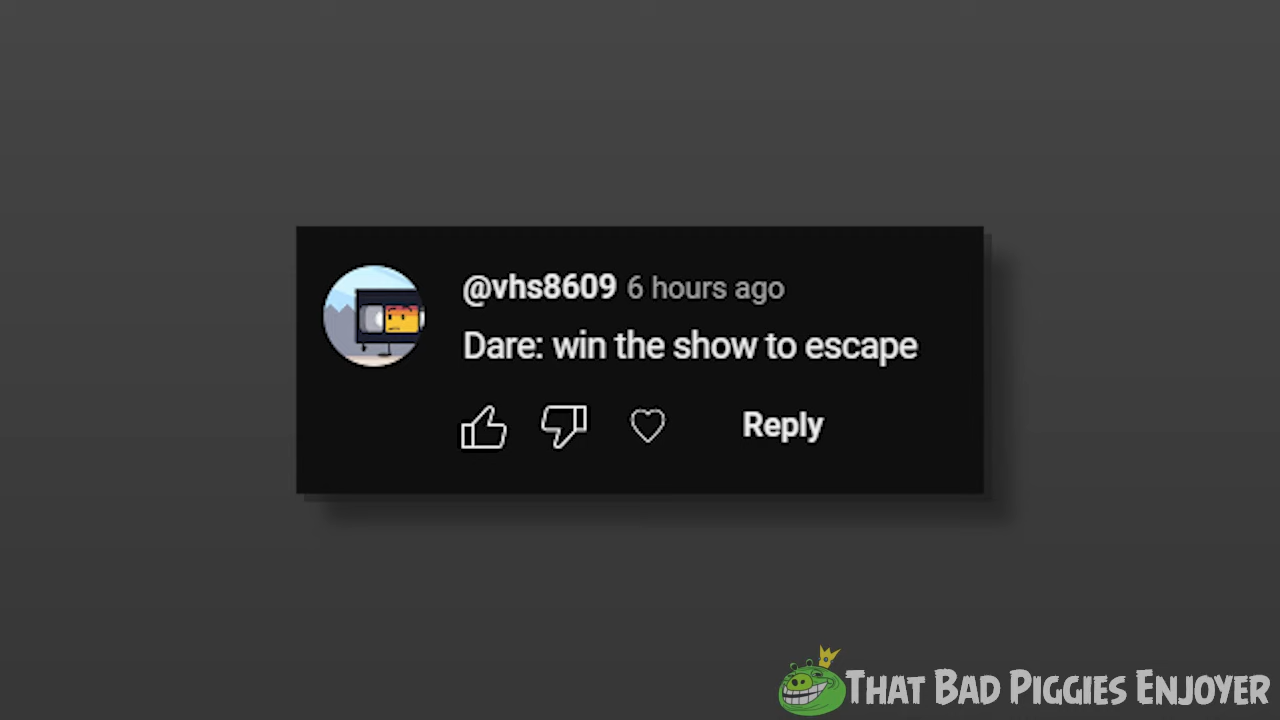 @vhs8609 6 hours ago
Dare: win the show to escape
Reply
THAT BAD PIGGIES ENJOYER